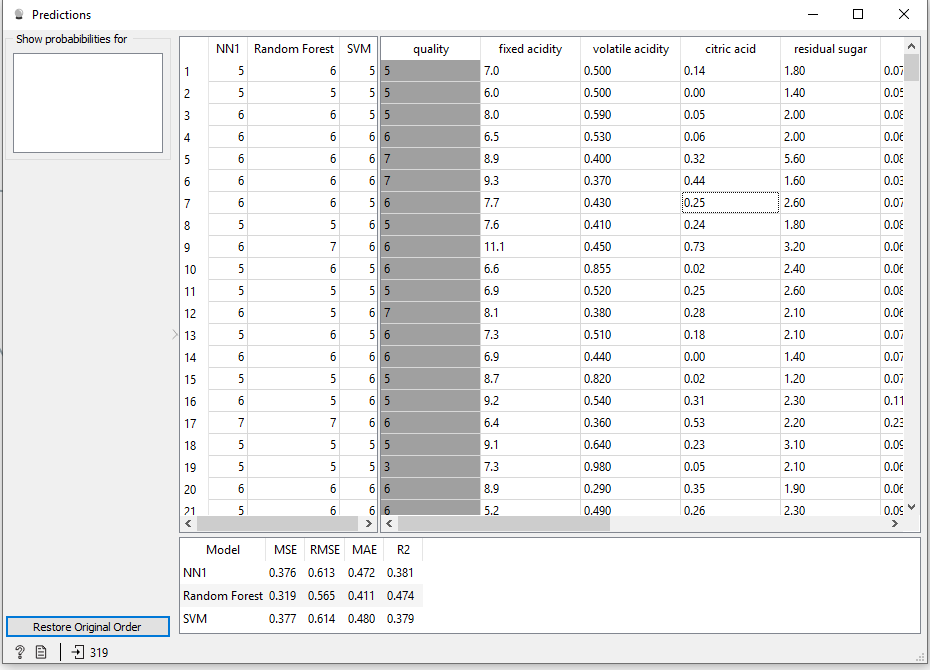 Predictions
Show probabilities for
NN1 Random Forest SVM quality fixed acidity volatile acidity citric acid residual sugar
1 5 6 5 5 7.0 0.500 0.14 1.80 0.07
2 5 5 5 5 6.0 0.500 0.00 1.40 0.05
3 6 6 6 5 8.0 0.590 0.05 2.00 0.08
4 6 6 6 6 6.5 0.530 0.06 2.00 0.06
5 6 6 6 7 8.9 0.400 0.32 5.60 0.08
6 6 6 6 7 9.3 0.370 0.44 1.60 0.03
7 6 6 6 6 7.7 0.430 0.25 2.60 0.07
8 5 5 6 5 7.6 0.410 0.24 1.80 0.08
9 6 7 6 6 11.1 0.450 0.73 3.20 0.06
10 5 6 5 6 6.6 0.855 0.02 2.40 0.06
11 5 5 5 5 6.9 0.520 0.25 2.60 0.08
12 6 5 6 7 8.1 0.380 0.28 2.10 0.06
13 5 6 5 6 7.3 0.510 0.18 2.10 0.07
14 6 6 6 6 6.9 0.440 0.00 1.40 0.07
15 5 5 6 5 8.7 0.820 0.02 1.20 0.07
16 6 5 6 5 9.2 0.540 0.31 2.30 0.11
17 7 7 6 6 6.4 0.360 0.53 2.20 0.23
18 5 5 5 5 9.1 0.640 0.23 3.10 0.09
19 5 5 5 3 7.3 0.980 0.05 2.10 0.06
20 6 6 6 6 8.9 0.290 0.35 1.90 0.06
21 5 6 6 6 5.2 0.490 0.26 2.30 0.09
Model MSE RMSE MAE R2
NN1 0.376 0.613 0.472 0.381
Random Forest 0.319 0.565 0.411 0.474
SVM 0.377 0.614 0.480 0.379
Restore Original Order
319